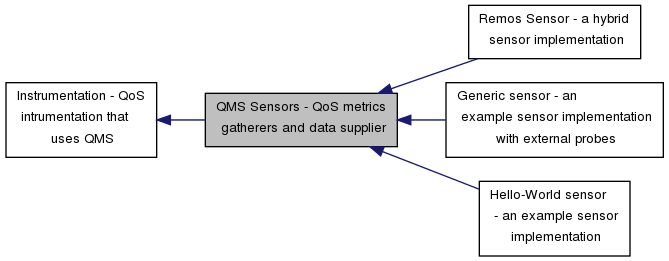 Remos Sensor - a hybrid
sensor implementation
Instrumentation - QoS
intrumentation that
uses QMS
QMS Sensors - QoS metrics
gatherers and data supplier
Generic sensor - an
example sensor implementation
with external probes
Hello-World sensor
- an example sensor
implementation